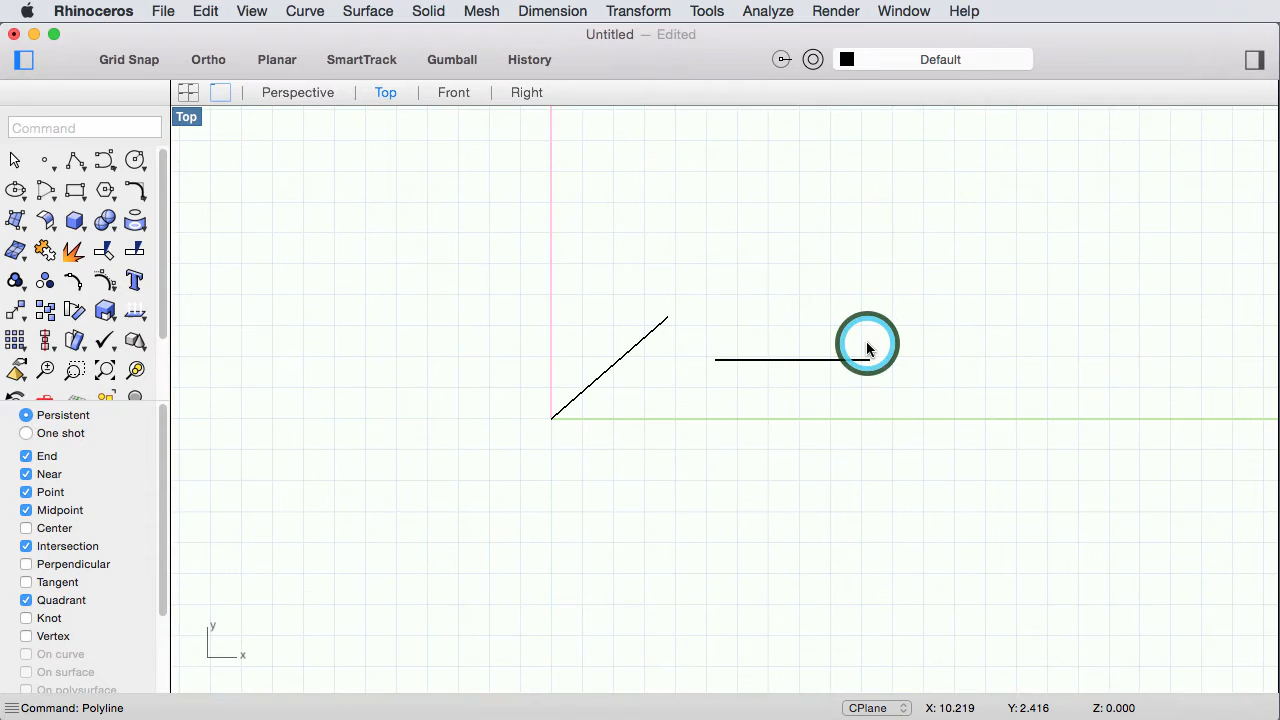 Rhinoceros File Edit View Curve Surface Solid Mesh Dimension Transform Tools Analyze Render Window Help
Untitled — Edited
Grid Snap Ortho Planar SmartTrack Gumball History Default
Perspective Top Front Right
Top
Command
Persistent
One shot
End
Near
Point
Midpoint
Center
Intersection
Perpendicular
Tangent
Quadrant
Knot
Vertex
On curve
On surface
On polysurface
y
x
Command: Polyline CPlane X: 10.219 Y: 2.416 Z: 0.000